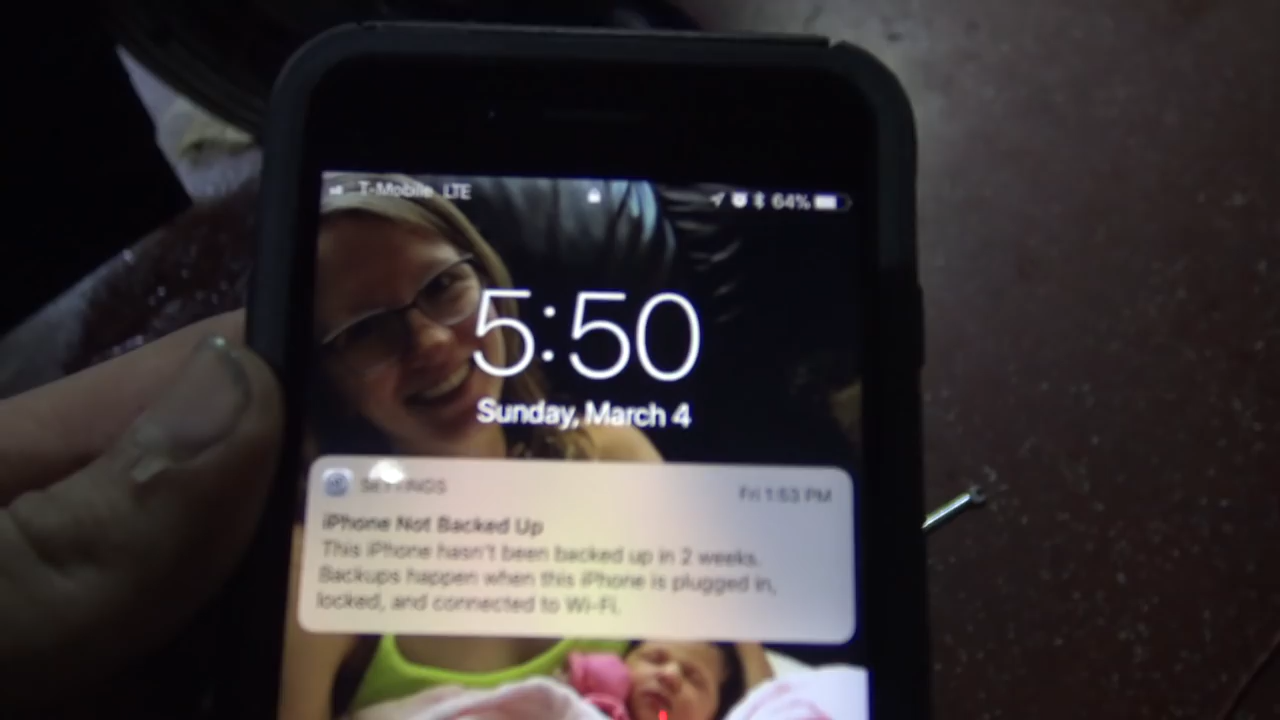 T-Mobile LTE 64%
5:50
Sunday, March 4
SETTINGS Fri 1:53 PM
iPhone Not Backed Up
This iPhone hasn't been backed up in 2 weeks.
Backups happen when this iPhone is plugged in,
locked, and connected to Wi-Fi.